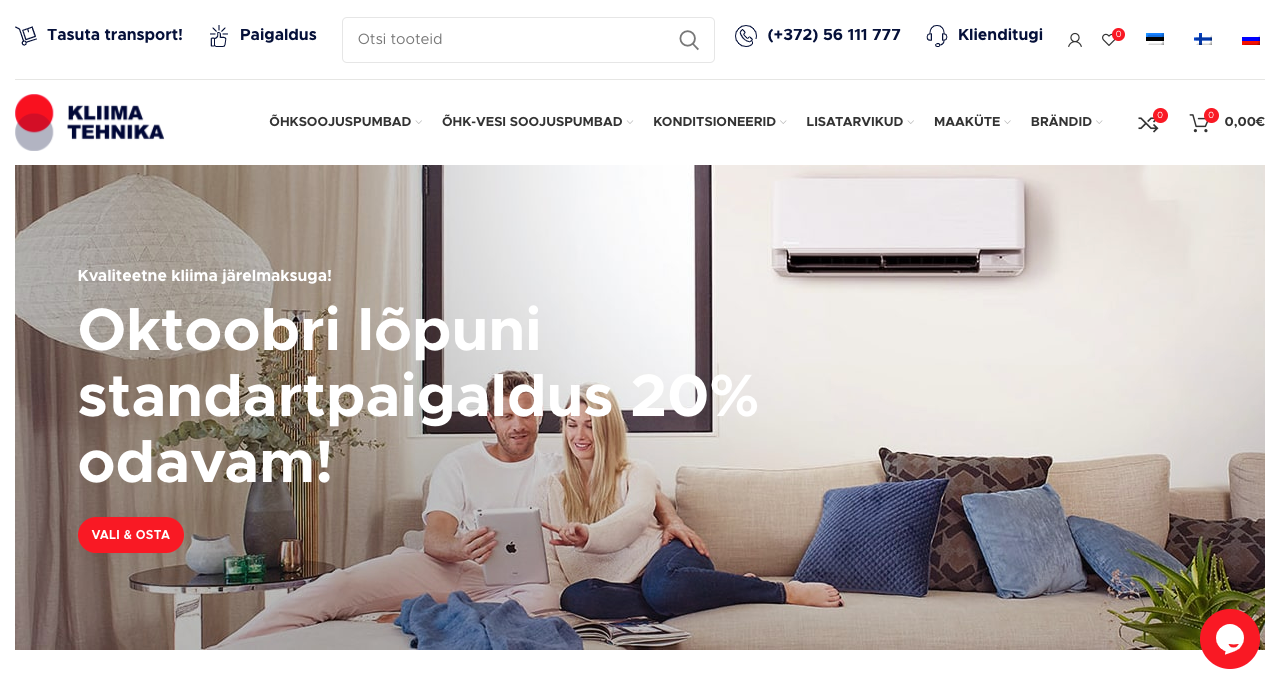 Tasuta transport!
Paigaldus
Otsi tooteid
(+372) 56 111 777
Klienditugi
0
KLIIMA
TEHNIKA
ÕHKSOOJUSPUMBAD
ÕHK-VESI SOOJUSPUMBAD
KONDITSIONEERID
LISATARVIKUD
MAAKÜTE
BRÄNDID
0
0
0,00€
Kvaliteetne kliima järelmaksuga!
Oktoobri lõpuni
standartpaigaldus 20%
odavam!
VALI & OSTA